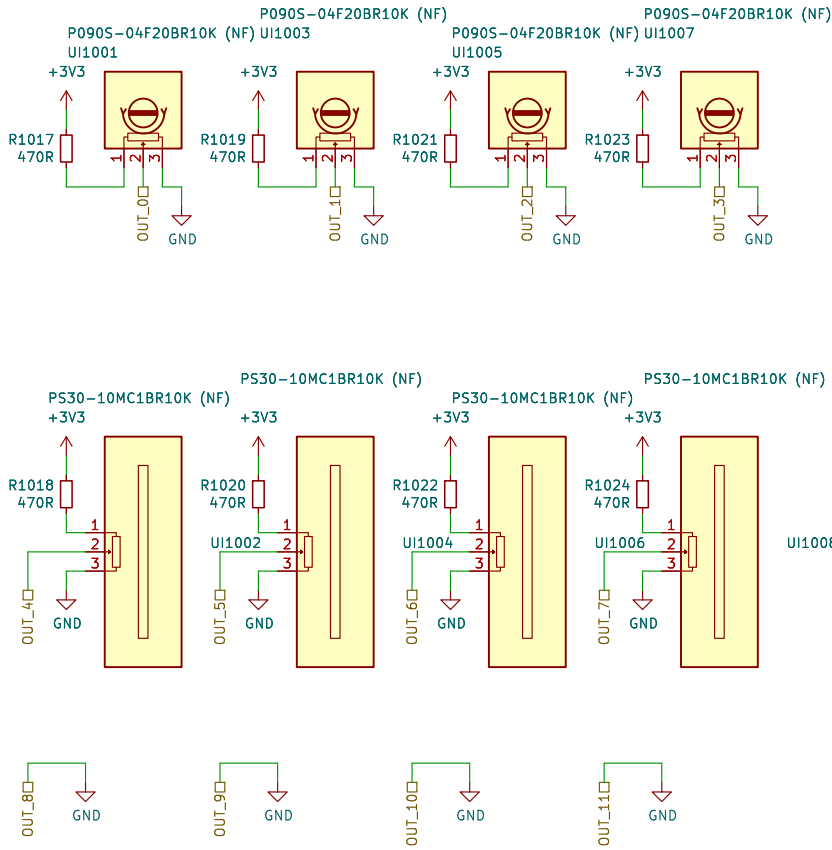 P090S-04F20BR10K (NF)
UI1001
+3V3
R1017
470R
1
2
3
OUT_0
GND
P090S-04F20BR10K (NF)
UI1003
+3V3
R1019
470R
1
2
3
OUT_1
GND
P090S-04F20BR10K (NF)
UI1005
+3V3
R1021
470R
1
2
3
OUT_2
GND
P090S-04F20BR10K (NF)
UI1007
+3V3
R1023
470R
1
2
3
OUT_3
GND
PS30-10MC1BR10K (NF)
+3V3
R1018
470R
1
2
3
UI1002
OUT_4
GND
PS30-10MC1BR10K (NF)
+3V3
R1020
470R
1
2
3
UI1004
OUT_5
GND
PS30-10MC1BR10K (NF)
+3V3
R1022
470R
1
2
3
UI1006
OUT_6
GND
PS30-10MC1BR10K (NF)
+3V3
R1024
470R
1
2
3
UI1008
OUT_7
GND
OUT_8
GND
OUT_9
GND
OUT_10
GND
OUT_11
GND